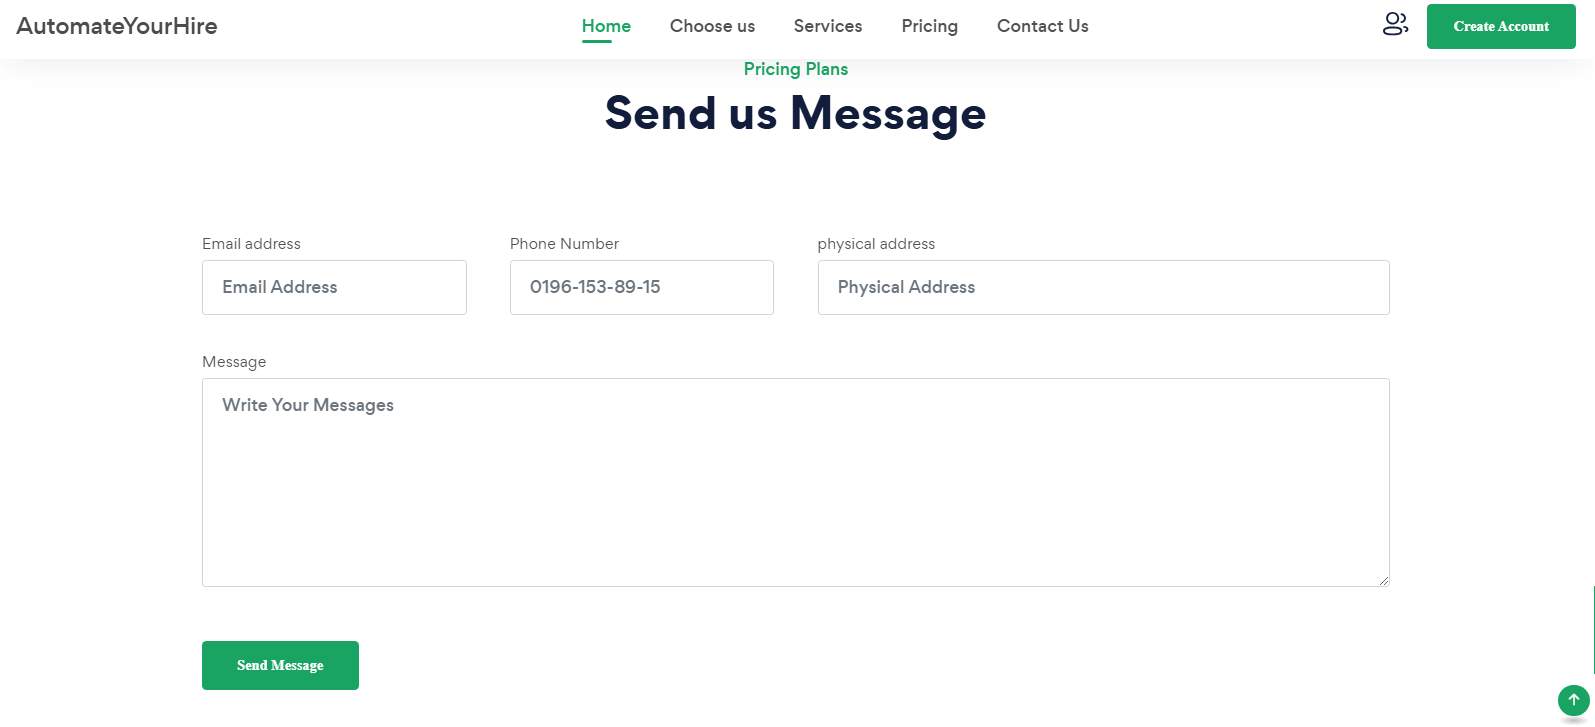 AutomateYourHire Home Choose us Services Pricing Contact Us Create Account
Pricing Plans
Send us Message
Email address Phone Number physical address
Email Address 0196-153-89-15 Physical Address
Message
Write Your Messages
Send Message